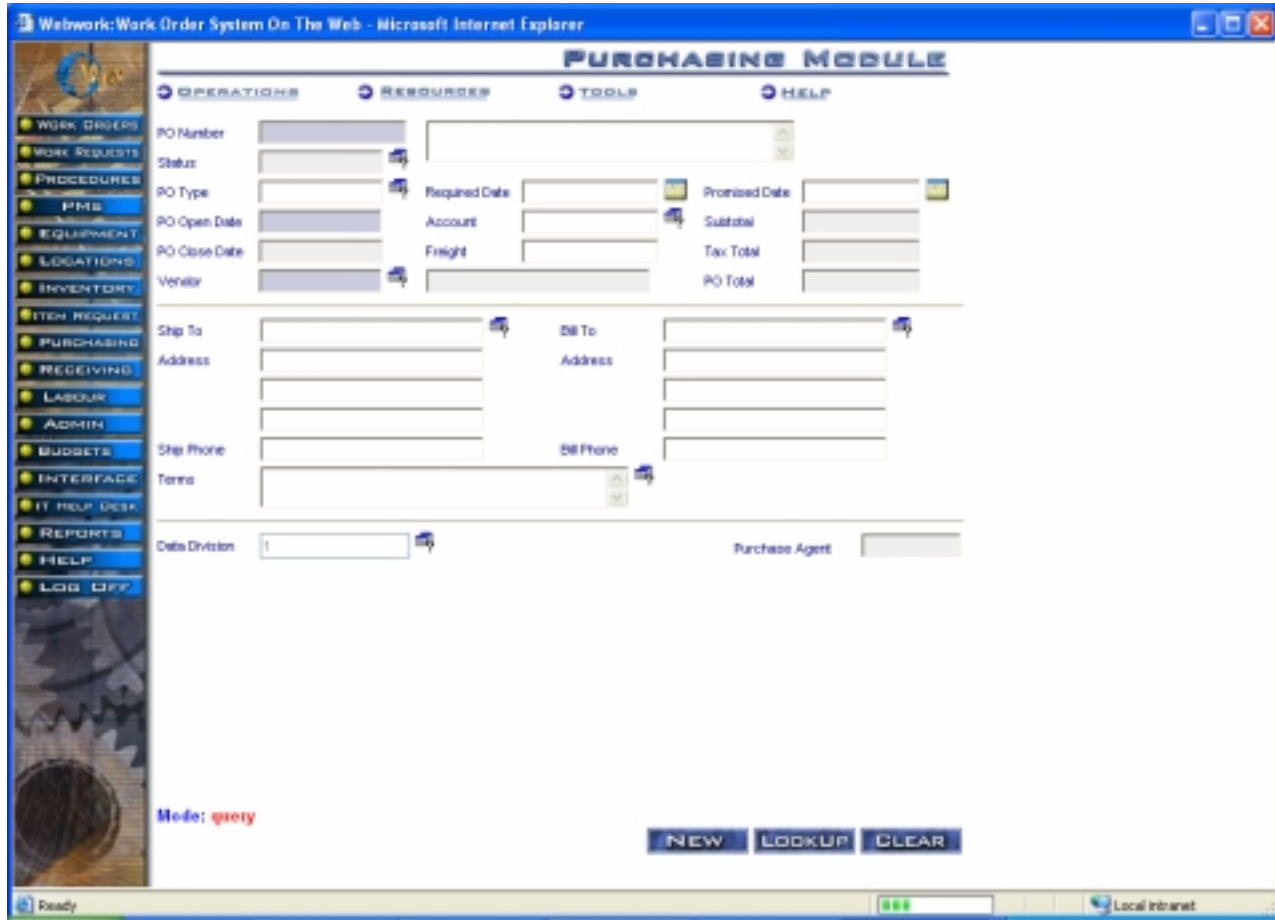 Webwork:Work Order System On The Web - Microsoft Internet Explorer
PURCHASING MODULE
OPERATIONS RESOURCES TOOLS HELP
WORK ORDERS
WORK REQUESTS
PROCEDURES
PMS
EQUIPMENT
LOCATIONS
INVENTORY
ITEM REQUEST
PURCHASING
RECEIVING
LABOUR
ADMIN
BUDGETS
INTERFACE
IT HELP DESK
REPORTS
HELP
LOG OFF
PO Number
Status
PO Type Required Date Promised Date
PO Open Date Account Subtotal
PO Close Date Freight Tax Total
Vendor PO Total
Ship To Bill To
Address Address
Ship Phone Bill Phone
Terms
Data Division 1 Purchase Agent
Mode: query
NEW LOOKUP CLEAR
Ready Local intranet